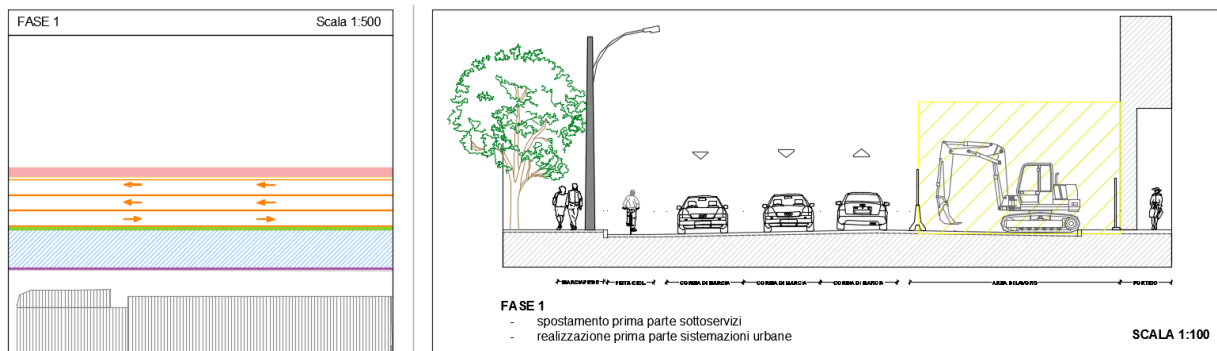 FASE 1 Scala 1:500
MARCIAPIEDE PISTA CICL. CORSIA DI MARCIA CORSIA DI MARCIA CORSIA DI MARCIA AREA DI LAVORO PORTICO
FASE 1
- spostamento prima parte sottoservizi
- realizzazione prima parte sistemazioni urbane
SCALA 1:100